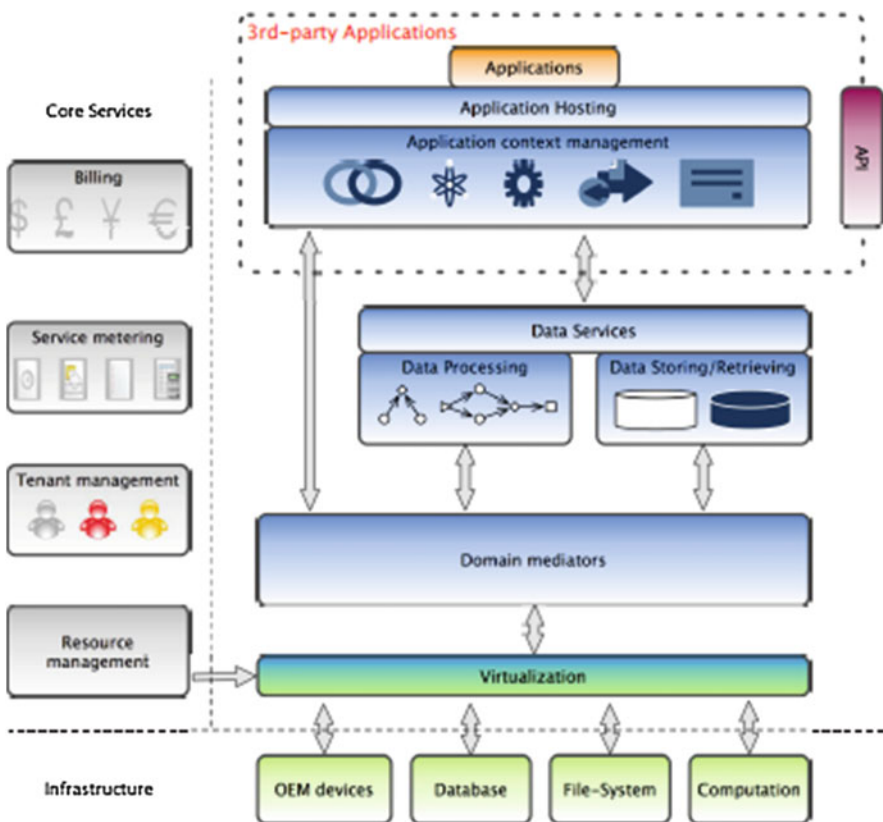 3rd-party Applications
Applications
Application Hosting
Application context management
API
Core Services
Billing
$ £ ¥ €
Service metering
Tenant management
Resource
management
Data Services
Data Processing
Data Storing/Retrieving
Domain mediators
Virtualization
Infrastructure
OEM devices
Database
File-System
Computation